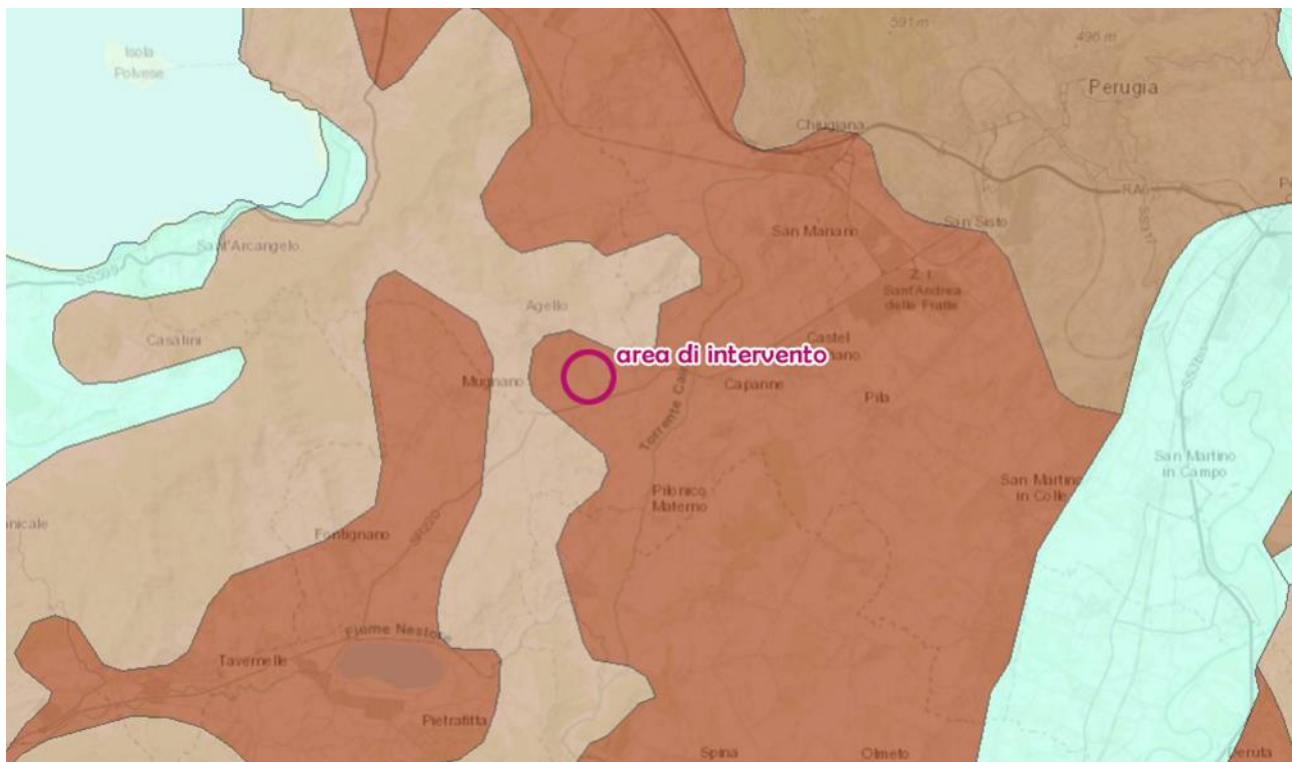 591 m
496 m
Isola
Polvese
Perugia
Chiugiana
RA6
San Sisto
San Mariano
Sant'Arcangelo
SS599
Z. I.
Sant'Andrea
delle Fratte
Agello
Castel
area di intervento
Casalini
Mugnano
Capanne
Pila
Torrente
San Martino
in Campo
San Martino
in Colle
Pilonico
Materno
Fontignano
SR220
Fiume Nestore
Tavernelle
Pietrafitta
Spina
Olmeto
Deruta